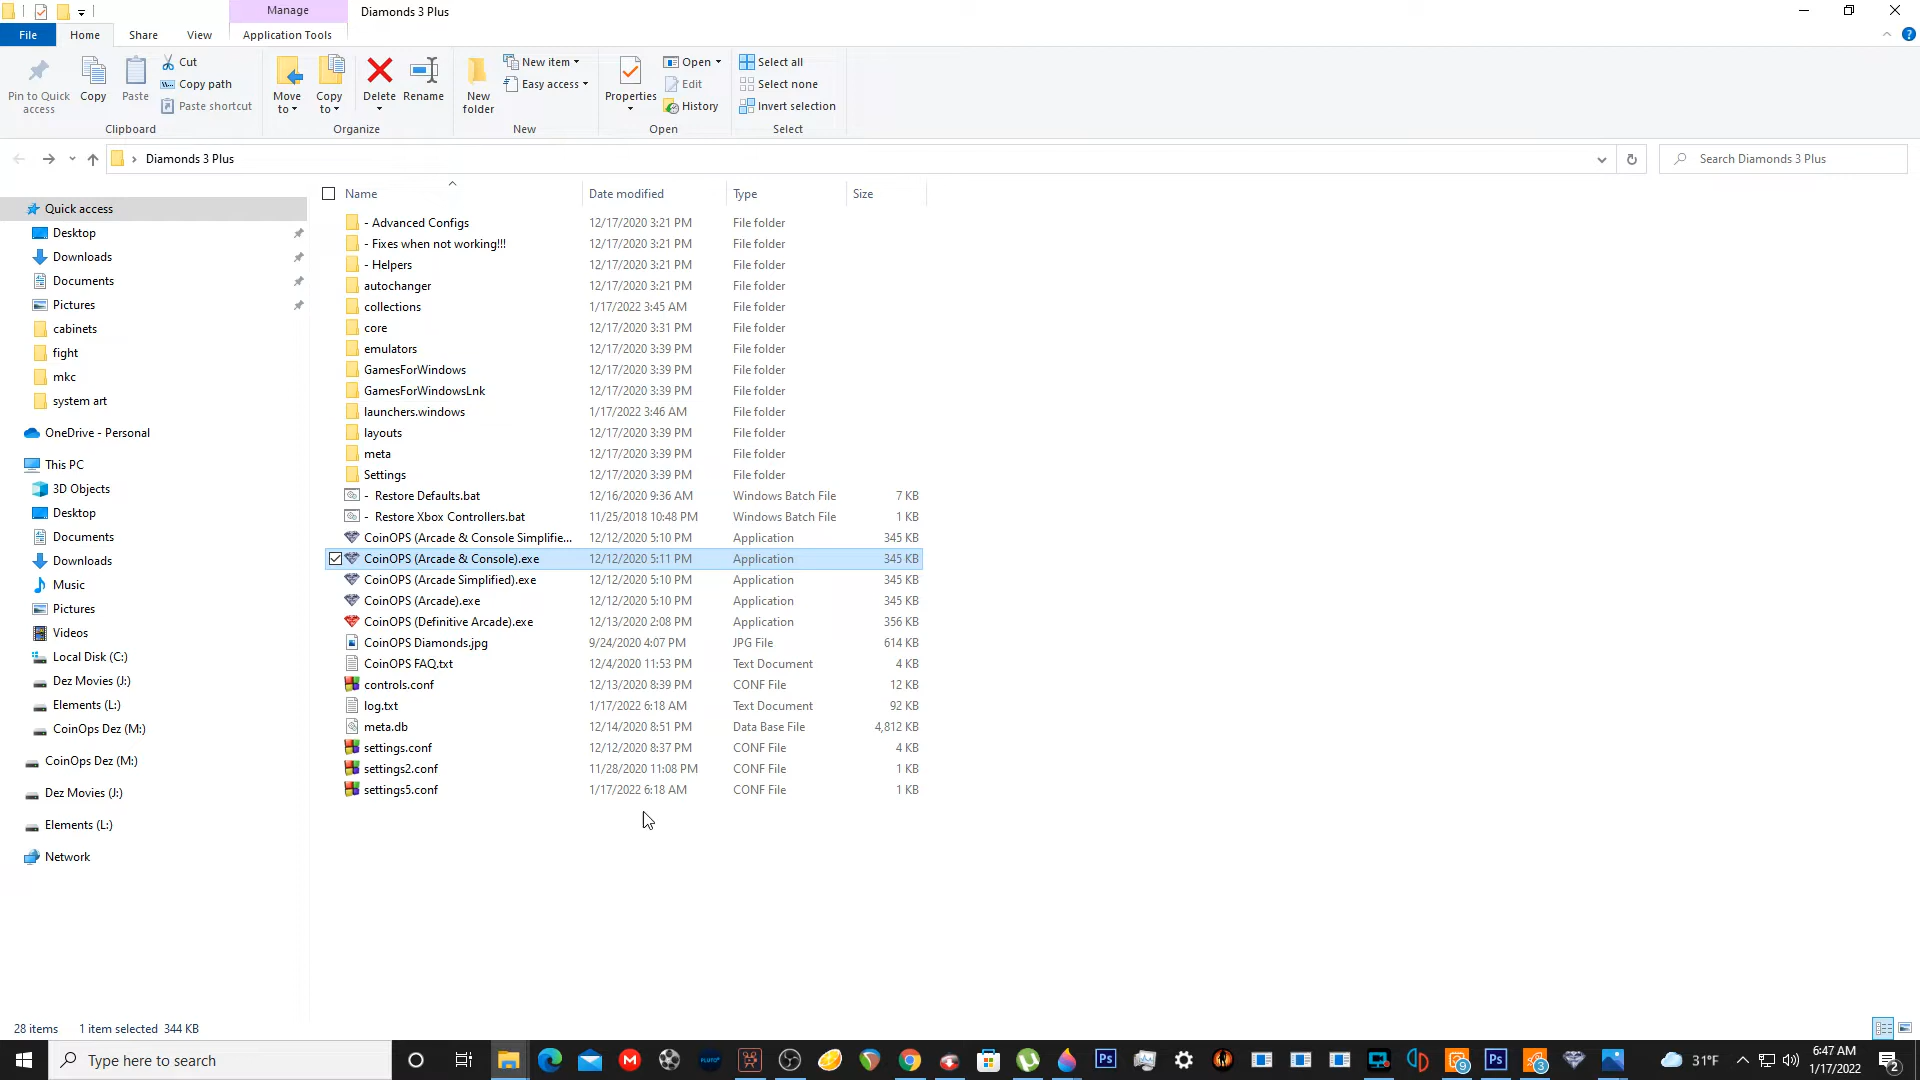 Manage
Diamonds 3 Plus
File
Home
Share
View
Application Tools
Pin to Quick access
Copy
Paste
Cut
Copy path
Paste shortcut
Clipboard
Move to
Copy to
Delete
Rename
Organize
New folder
New item
Easy access
New
Properties
Open
Edit
History
Open
Select all
Select none
Invert selection
Select
Diamonds 3 Plus
Search Diamonds 3 Plus
Quick access
Desktop
Downloads
Documents
Pictures
cabinets
fight
mkc
system art
OneDrive - Personal
This PC
3D Objects
Desktop
Documents
Downloads
Music
Pictures
Videos
Local Disk (C:)
Dez Movies (J:)
Elements (L:)
CoinOps Dez (M:)
CoinOps Dez (M:)
Dez Movies (J:)
Elements (L:)
Network
Name Date modified Type Size
- Advanced Configs 12/17/2020 3:21 PM File folder
- Fixes when not working!!! 12/17/2020 3:21 PM File folder
- Helpers 12/17/2020 3:21 PM File folder
autochanger 12/17/2020 3:21 PM File folder
collections 1/17/2022 3:45 AM File folder
core 12/17/2020 3:31 PM File folder
emulators 12/17/2020 3:39 PM File folder
GamesForWindows 12/17/2020 3:39 PM File folder
GamesForWindowsLnk 12/17/2020 3:39 PM File folder
launchers.windows 1/17/2022 3:46 AM File folder
layouts 12/17/2020 3:39 PM File folder
meta 12/17/2020 3:39 PM File folder
Settings 12/17/2020 3:39 PM File folder
- Restore Defaults.bat 12/16/2020 9:36 AM Windows Batch File 7 KB
- Restore Xbox Controllers.bat 11/25/2018 10:48 PM Windows Batch File 1 KB
CoinOPS (Arcade & Console Simplifie... 12/12/2020 5:10 PM Application 345 KB
CoinOPS (Arcade & Console).exe 12/12/2020 5:11 PM Application 345 KB
CoinOPS (Arcade Simplified).exe 12/12/2020 5:10 PM Application 345 KB
CoinOPS (Arcade).exe 12/12/2020 5:10 PM Application 345 KB
CoinOPS (Definitive Arcade).exe 12/13/2020 2:08 PM Application 356 KB
CoinOPS Diamonds.jpg 9/24/2020 4:07 PM JPG File 614 KB
CoinOPS FAQ.txt 12/4/2020 11:53 PM Text Document 4 KB
controls.conf 12/13/2020 8:39 PM CONF File 12 KB
log.txt 1/17/2022 6:18 AM Text Document 92 KB
meta.db 12/14/2020 8:51 PM Data Base File 4,812 KB
settings.conf 12/12/2020 8:37 PM CONF File 4 KB
settings2.conf 11/28/2020 11:08 PM CONF File 1 KB
settings5.conf 1/17/2022 6:18 AM CONF File 1 KB
28 items 1 item selected 344 KB
Type here to search
M
Ps
9
Ps
3
31°F
6:47 AM
1/17/2022
2